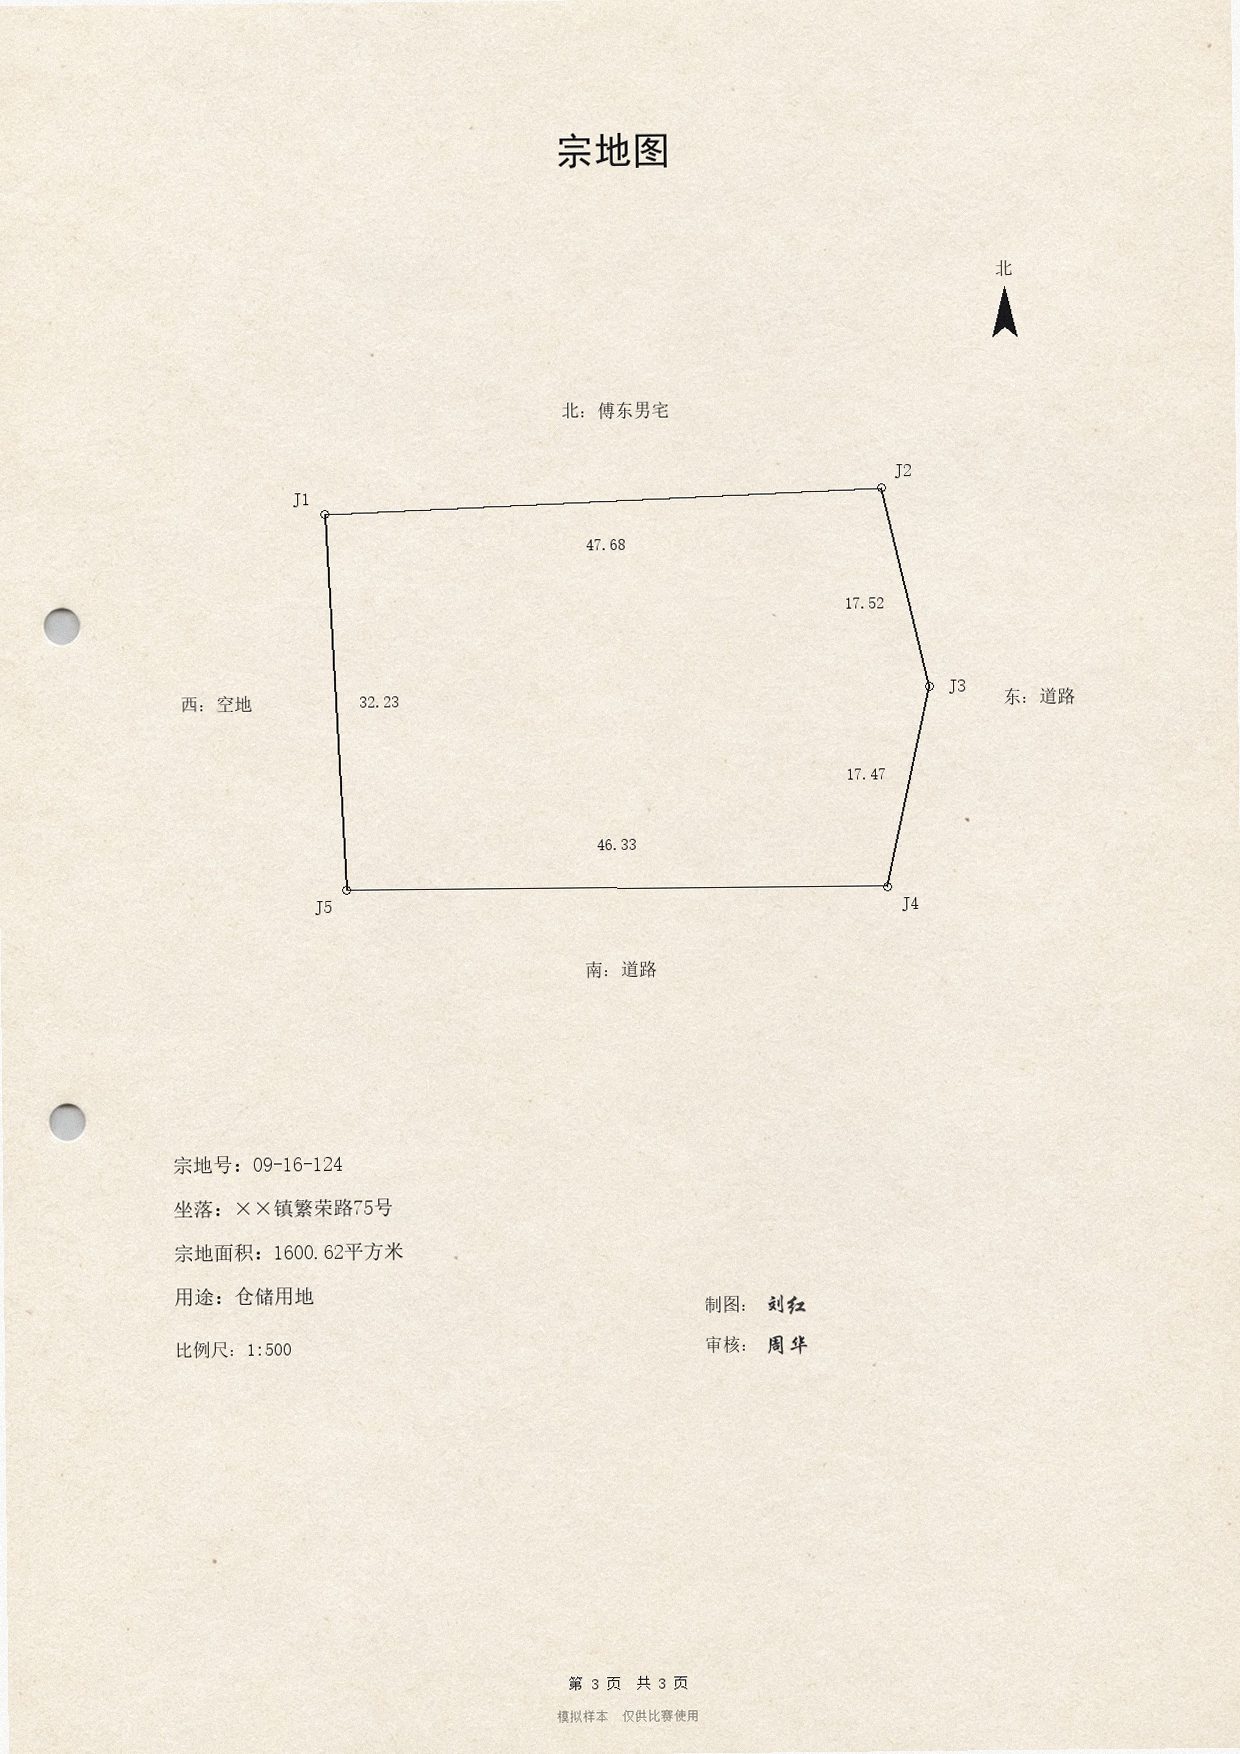 宗地图
北
北：傅东男宅
J1
J2
47.68
17.52
西：空地
32.23
J3
东：道路
17.47
46.33
J5
J4
南：道路
宗地号：09-16-124
坐落：××镇繁荣路75号
宗地面积：1600.62平方米
用途：仓储用地
比例尺：1:500
制图：刘红
审核：周华
第 3 页 共 3 页
模拟样本 仅供比赛使用